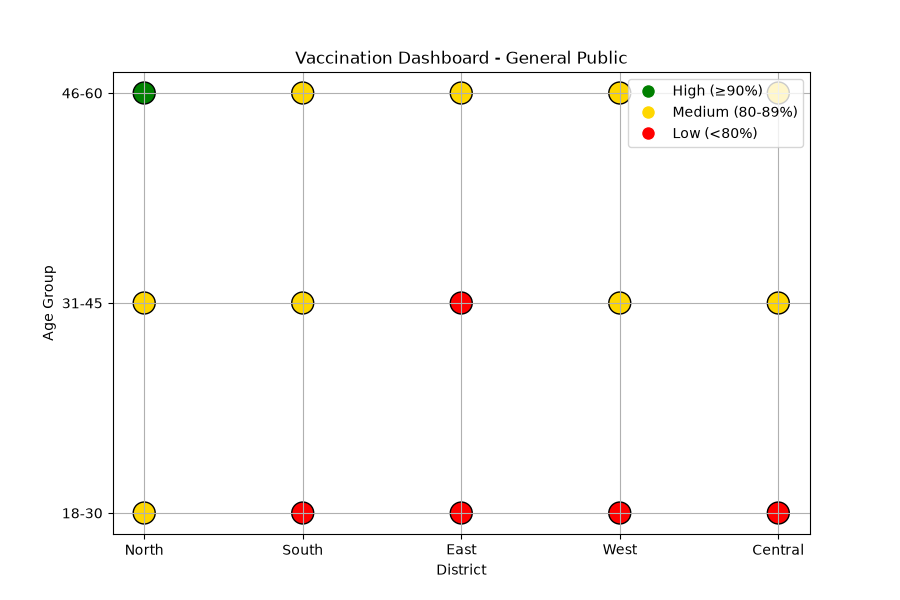 Vaccination Dashboard - General Public
46-60
High (≥90%)
Medium (80-89%)
Low (<80%)
Age Group
31-45
18-30
North South East West Central
District